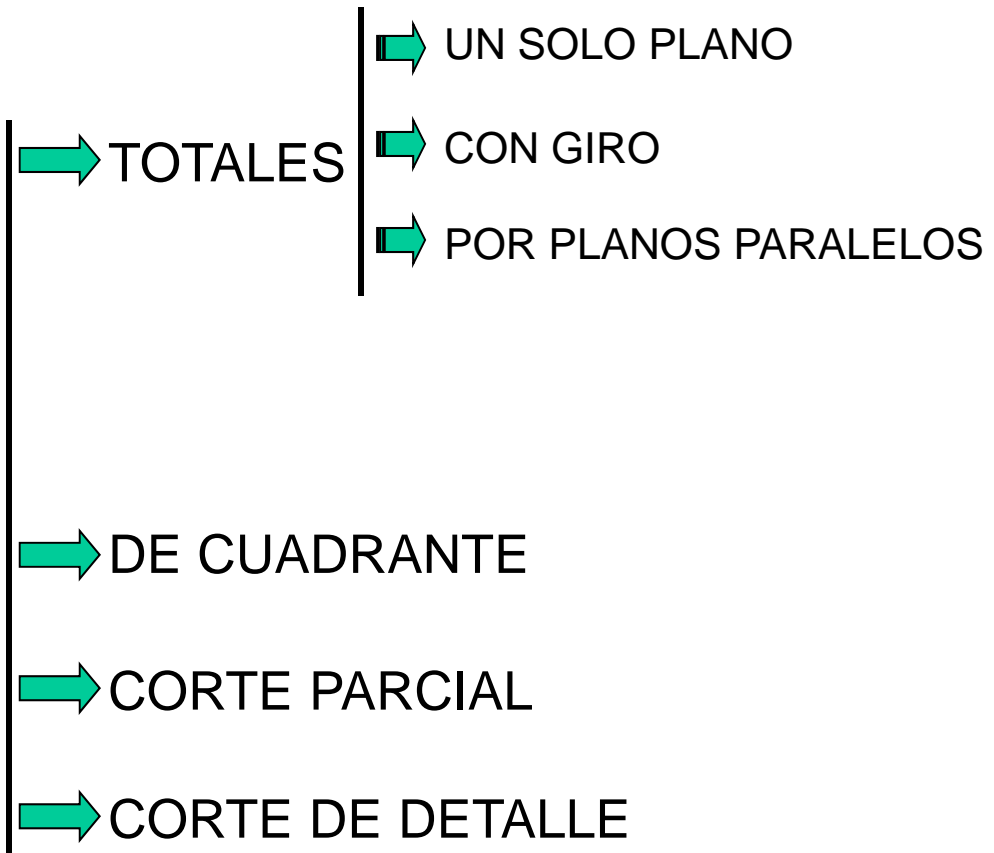 UN SOLO PLANO
TOTALES
CON GIRO
POR PLANOS PARALELOS
DE CUADRANTE
CORTE PARCIAL
CORTE DE DETALLE